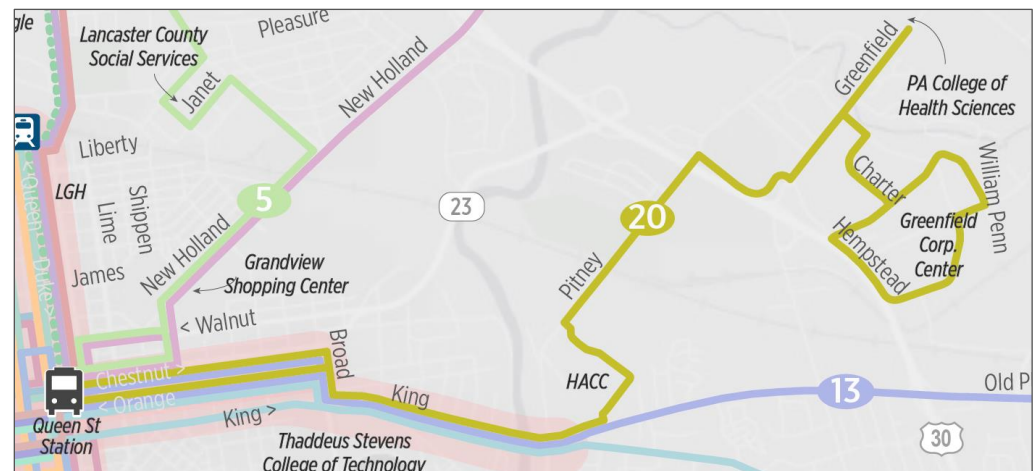 gle
Lancaster County
Social Services
Pleasure
Janet
New Holland
Greenfield
PA College of
Health Sciences
Liberty
< Queen
LGH
Lime
Shippen
5
23
20
Charter
William Penn
Greenfield
Corp.
Center
Hempstead
James
Duke >
New Holland
Grandview
Shopping Center
Pitney
< Walnut
Broad
Chestnut >
< Orange
King
HACC
13
Old P
Queen St
Station
King >
Thaddeus Stevens
College of Technology
30